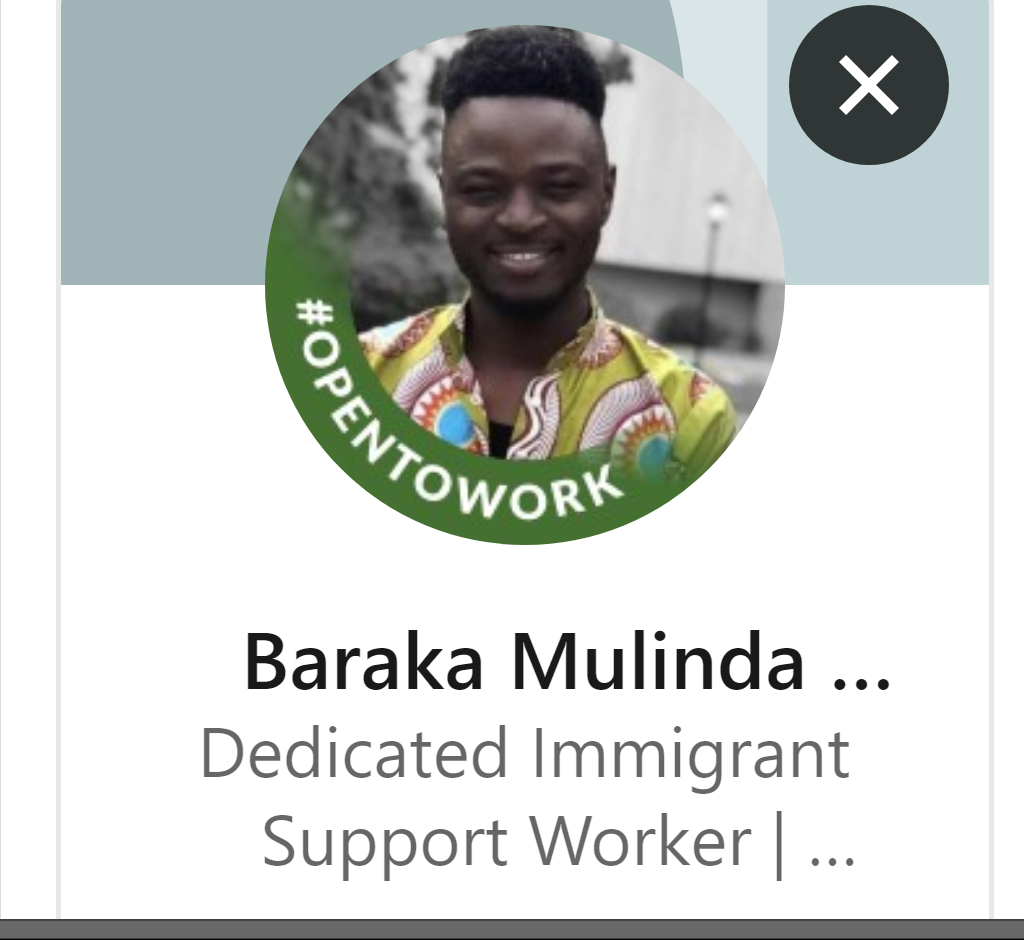 #OPENTOWORK
Baraka Mulinda ...
Dedicated Immigrant
Support Worker | ...